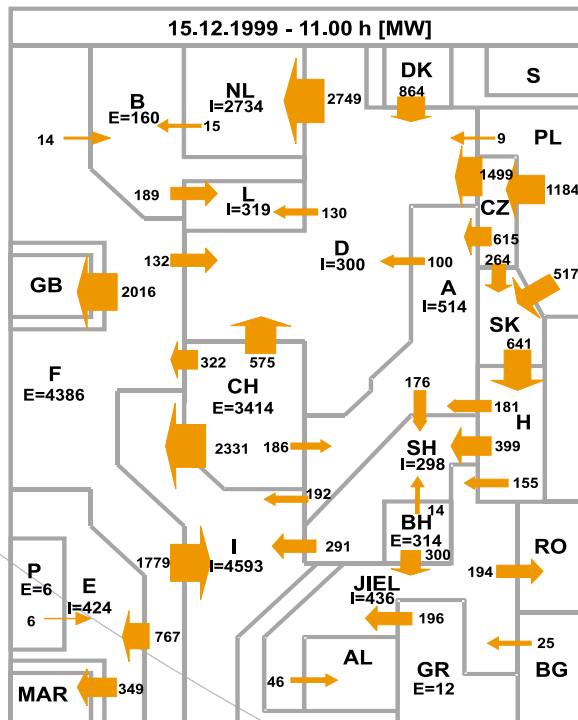 15.12.1999 - 11.00 h [MW]
DK
864
S
B
E=160
NL
I=2734
2749
14
15
9
PL
1499
1184
CZ
189
L
I=319
130
615
264
517
132
D
I=300
100
A
I=514
GB
2016
SK
641
322
575
F
E=4386
CH
E=3414
176
181
H
2331
186
SH
I=298
399
192
155
14
BH
E=314
300
291
I
I=4593
1779
RO
194
P
E=6
E
I=424
JIEL
I=436
6
767
196
25
AL
46
GR
E=12
BG
MAR
349